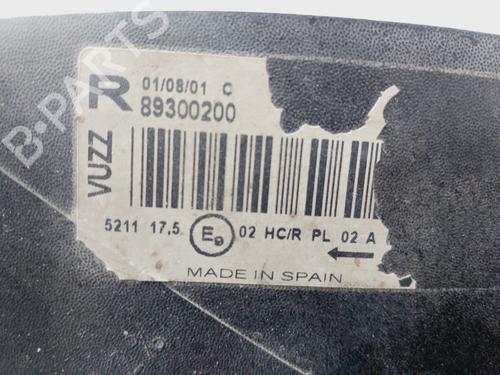 R 01/08/01 C
89300200
VUZZ
5211 17,5 E9 02 HC/R PL 02 A
MADE IN SPAIN
B-PARTS